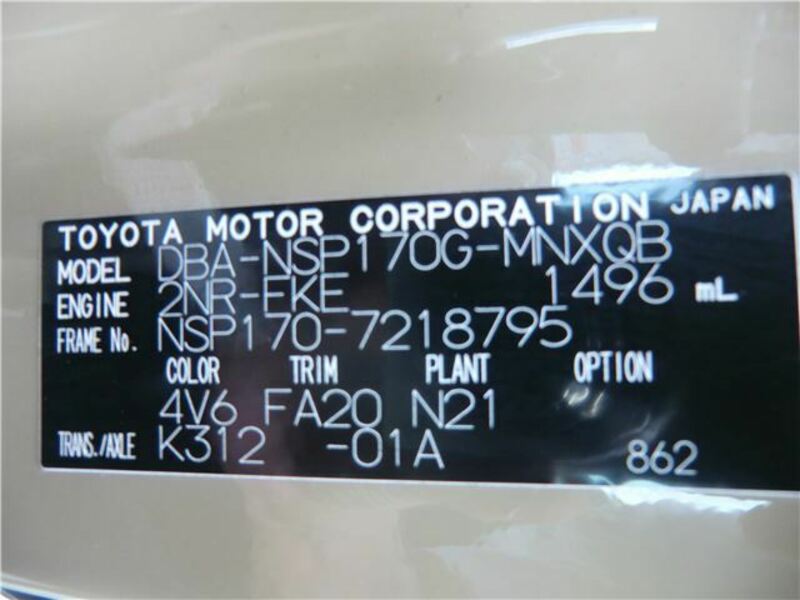 TOYOTA MOTOR CORPORATION JAPAN
MODEL DBA-NSP170G-MNXQB
ENGINE 2NR-FKE 1496 mL
FRAME No. NSP170-7218795
COLOR TRIM PLANT OPTION
4V6 FA20 N21
TRANS./AXLE K312 -01A 862